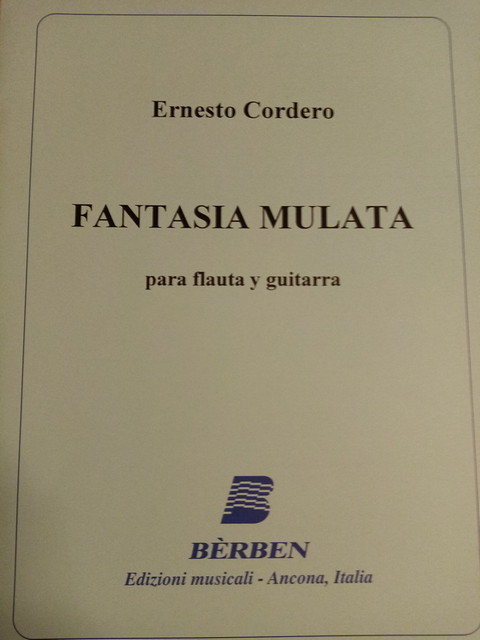 Ernesto Cordero
FANTASIA MULATA
para flauta y guitarra
B
BÈRBEN
Edizioni musicali - Ancona, Italia